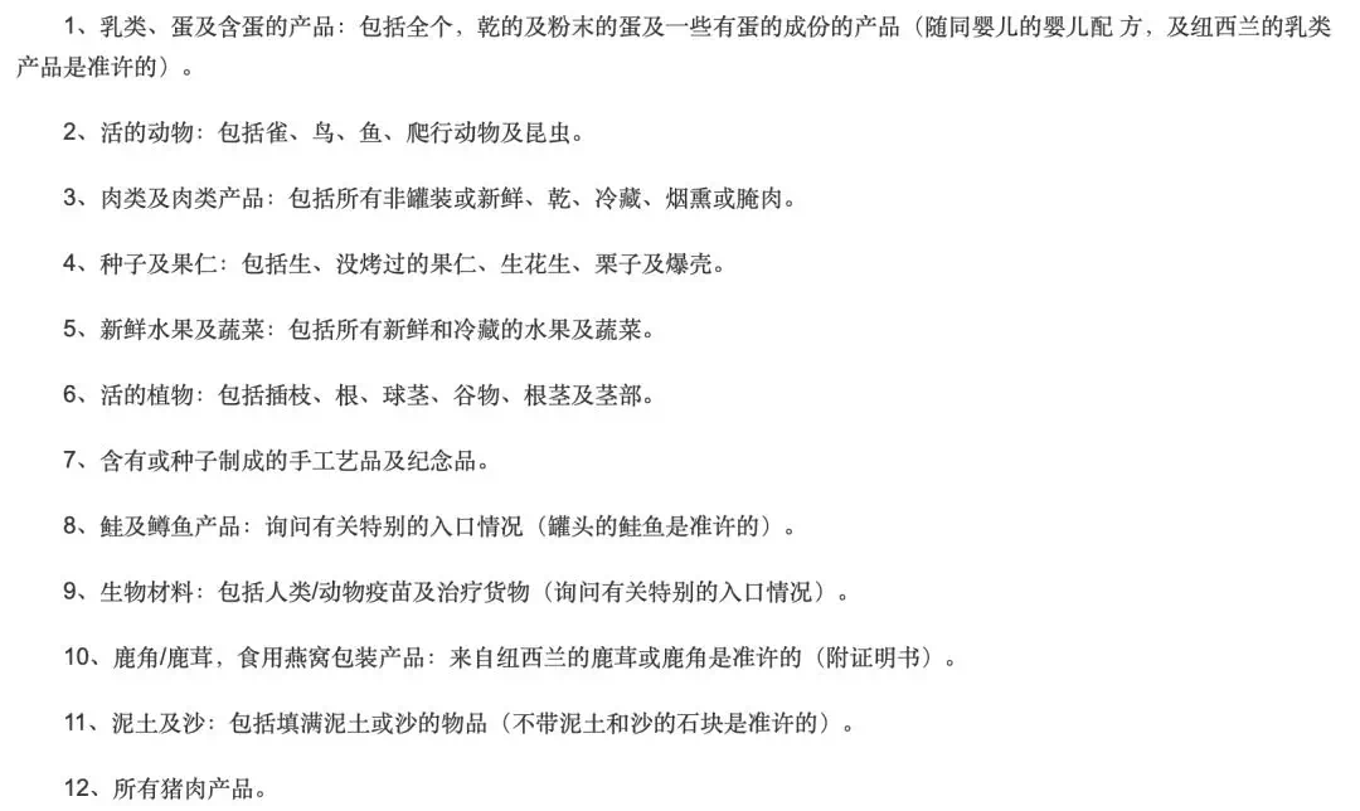 1、乳类、蛋及含蛋的产品：包括全个，乾的及粉末的蛋及一些有蛋的成份的产品（随同婴儿的婴儿配 方，及纽西兰的乳类
产品是准许的）。
2、活的动物：包括雀、鸟、鱼、爬行动物及昆虫。
3、肉类及肉类产品：包括所有非罐装或新鲜、乾、冷藏、烟熏或腌肉。
4、种子及果仁：包括生、没烤过的果仁、生花生、栗子及爆壳。
5、新鲜水果及蔬菜：包括所有新鲜和冷藏的水果及蔬菜。
6、活的植物：包括插枝、根、球茎、谷物、根茎及茎部。
7、含有或种子制成的手工艺品及纪念品。
8、鲑及鳟鱼产品：询问有关特别的入口情况（罐头的鲑鱼是准许的）。
9、生物材料：包括人类/动物疫苗及治疗货物（询问有关特别的入口情况）。
10、鹿角/鹿茸，食用燕窝包装产品：来自纽西兰的鹿茸或鹿角是准许的（附证明书）。
11、泥土及沙：包括填满泥土或沙的物品（不带泥土和沙的石块是准许的）。
12、所有猪肉产品。